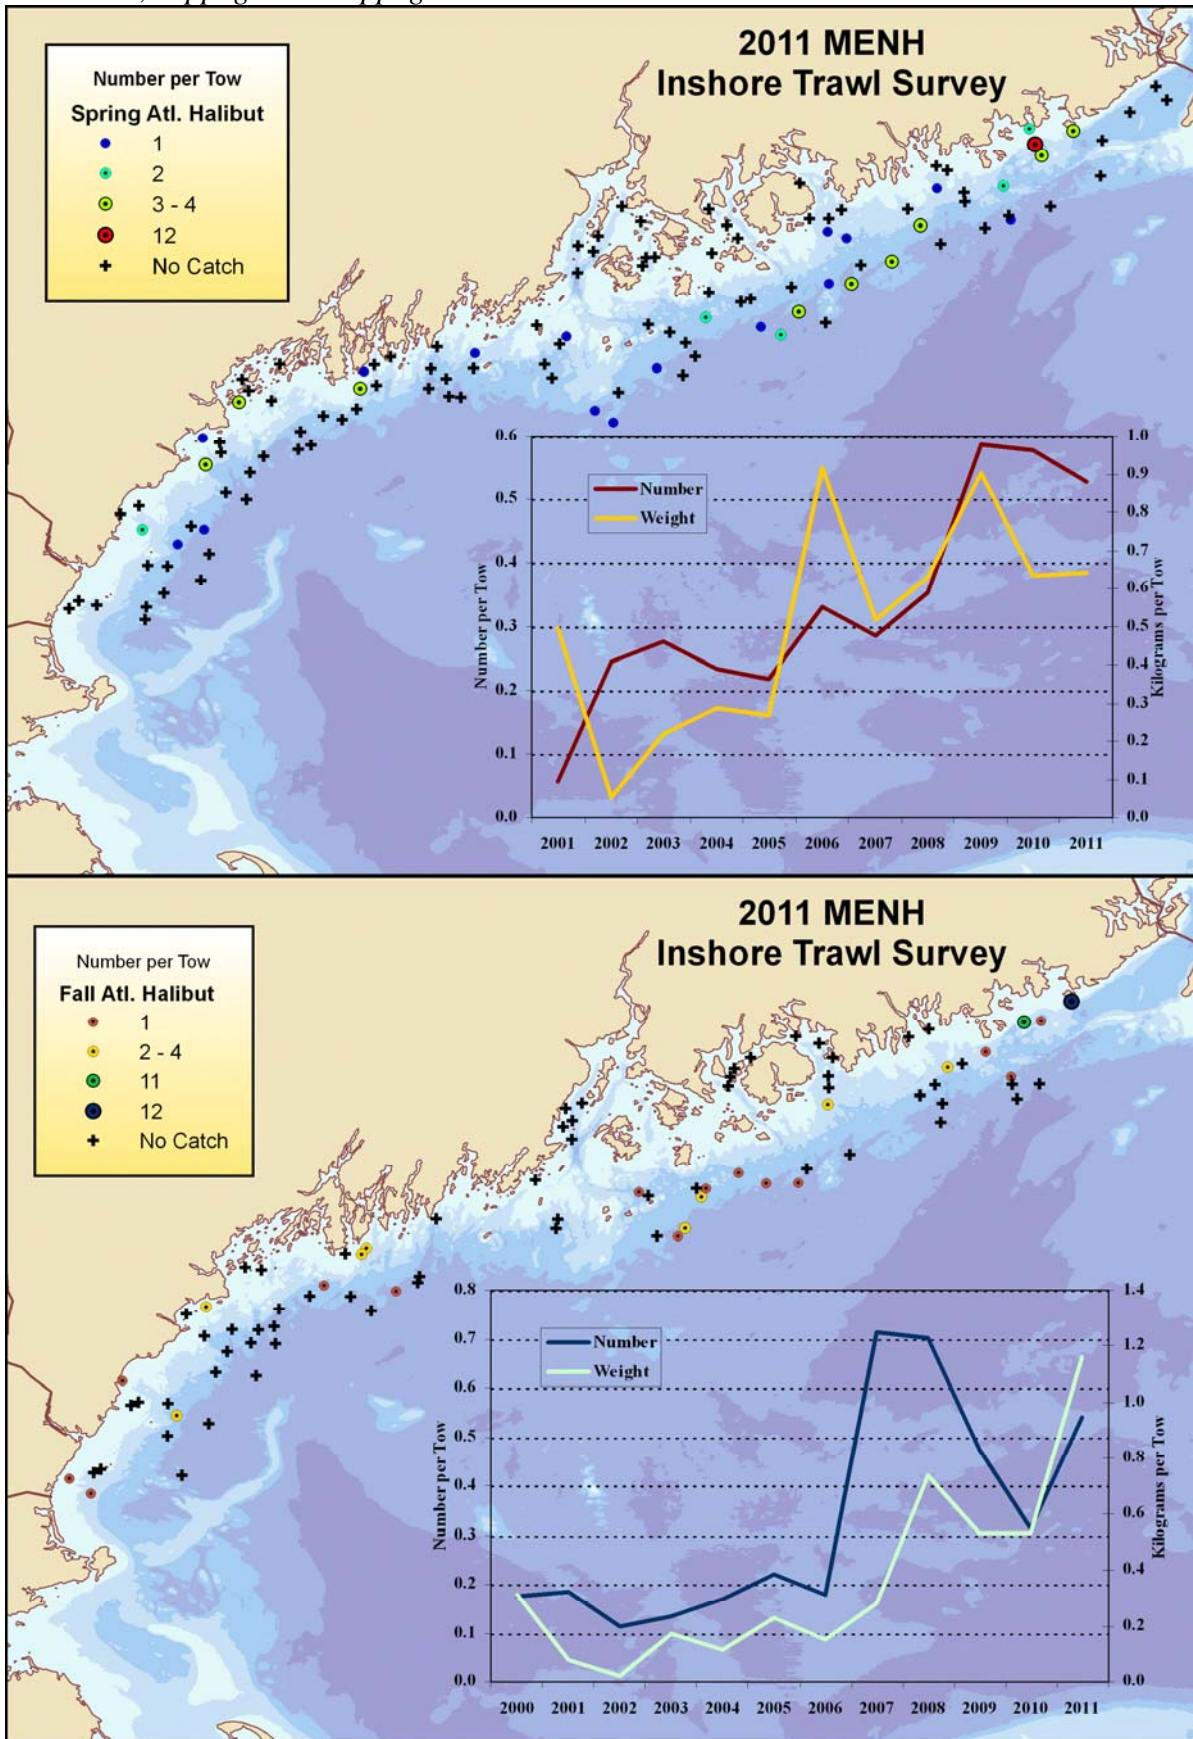 2011 MENH
Inshore Trawl Survey
Number per Tow
Spring Atl. Halibut
1
2
3 - 4
12
No Catch
Number
Weight
Number per Tow
Kilograms per Tow
0.6
0.5
0.4
0.3
0.2
0.1
0.0
1.0
0.9
0.8
0.7
0.6
0.5
0.4
0.3
0.2
0.1
0.0
2001 2002 2003 2004 2005 2006 2007 2008 2009 2010 2011
2011 MENH
Inshore Trawl Survey
Number per Tow
Fall Atl. Halibut
1
2 - 4
11
12
No Catch
Number
Weight
Number per Tow
Kilograms per Tow
0.8
0.7
0.6
0.5
0.4
0.3
0.2
0.1
0.0
1.4
1.2
1.0
0.8
0.6
0.4
0.2
0.0
2000 2001 2002 2003 2004 2005 2006 2007 2008 2009 2010 2011